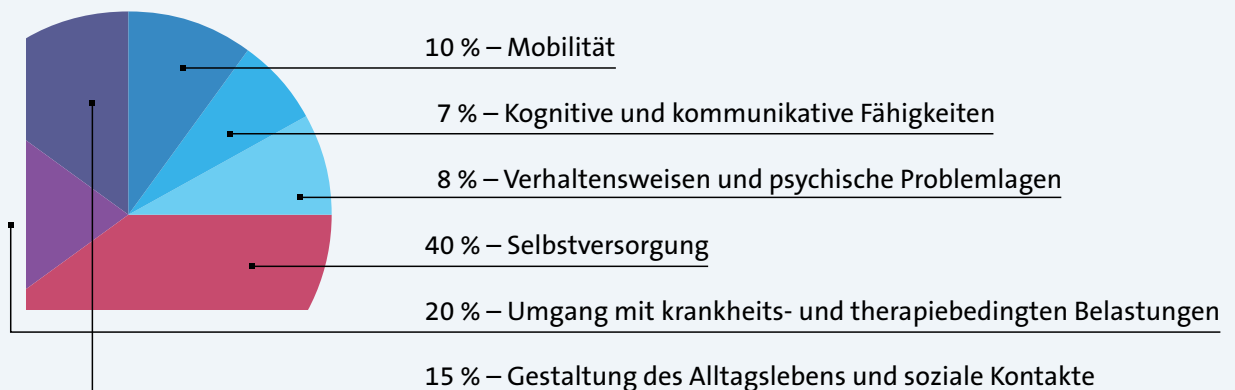 10 % – Mobilität
7 % – Kognitive und kommunikative Fähigkeiten
8 % – Verhaltensweisen und psychische Problemlagen
40 % – Selbstversorgung
20 % – Umgang mit krankheits- und therapiebedingten Belastungen
15 % – Gestaltung des Alltagslebens und soziale Kontakte